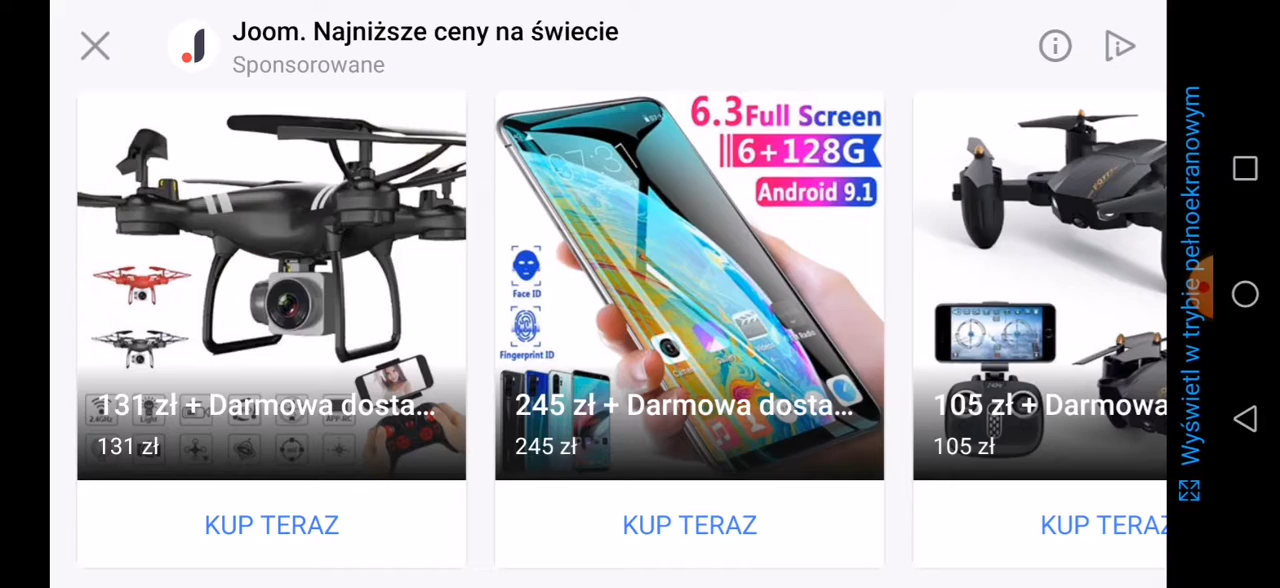 Joom. Najniższe ceny na świecie
Sponsorowane
131 zł + Darmowa dosta...
131 zł
KUP TERAZ
6.3Full Screen
6+128G
Android 9.1
Face ID
Fingerprint ID
245 zł + Darmowa dosta...
245 zł
KUP TERAZ
105 zł + Darmowa
105 zł
KUP TERAZ
Wyświetl w trybie pełnoekranowym